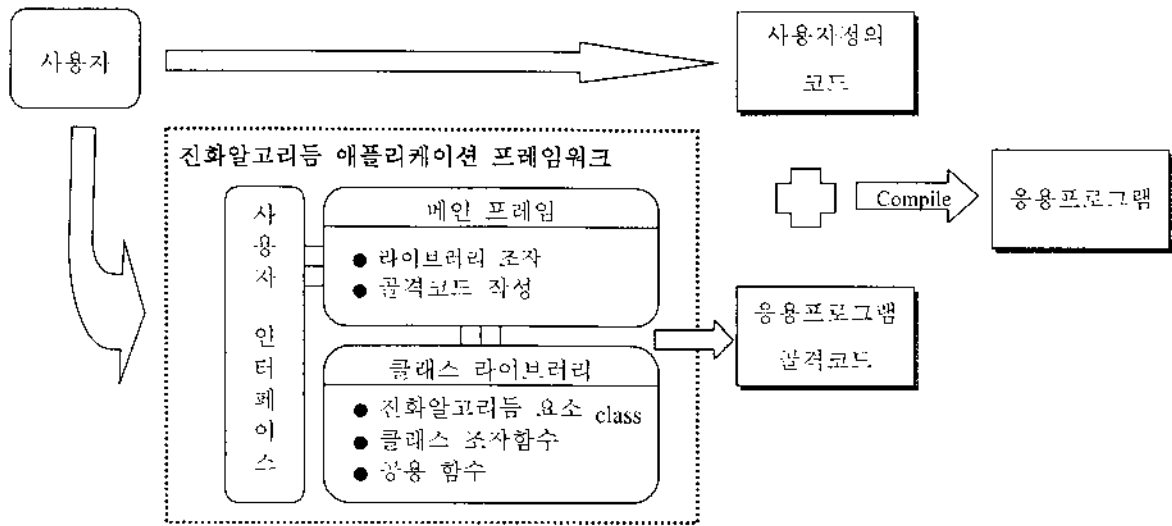 사용자
사용자정의
코드
진화알고리듬 애플리케이션 프레임워크
사용자 인터페이스
메인 프레임
● 라이브러리 조작
● 골격코드 작성
클래스 라이브러리
● 진화알고리듬 요소 class
● 클래스 조작함수
● 공용 함수
Compile
응용프로그램
응용프로그램
골격코드